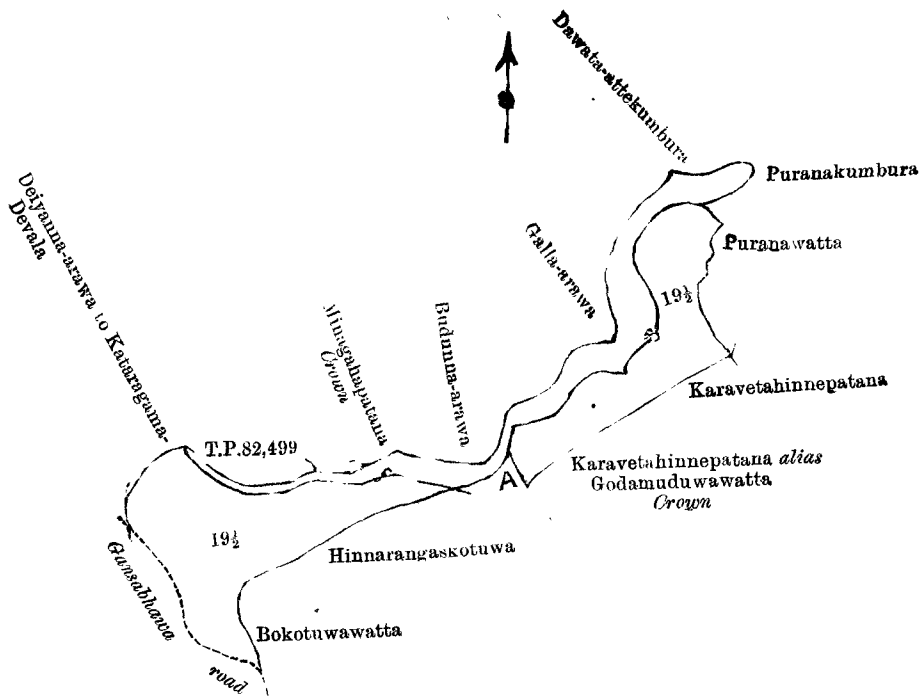 Dawata-attekumbura
Puranakumbura
Deiyanna-arawa to Kataragama-
Devala
Galla-arawa
Puranawatta
19½
Minagahapatana
Crown
Budunna-arawa
Karavetahinnepatana
T.P.82,499
A
Karavetahinnepatana alias
Godamuduwawatta
Crown
19½
Hinnarangaskotuwa
Gansabhawa
Bokotuwawatta
road